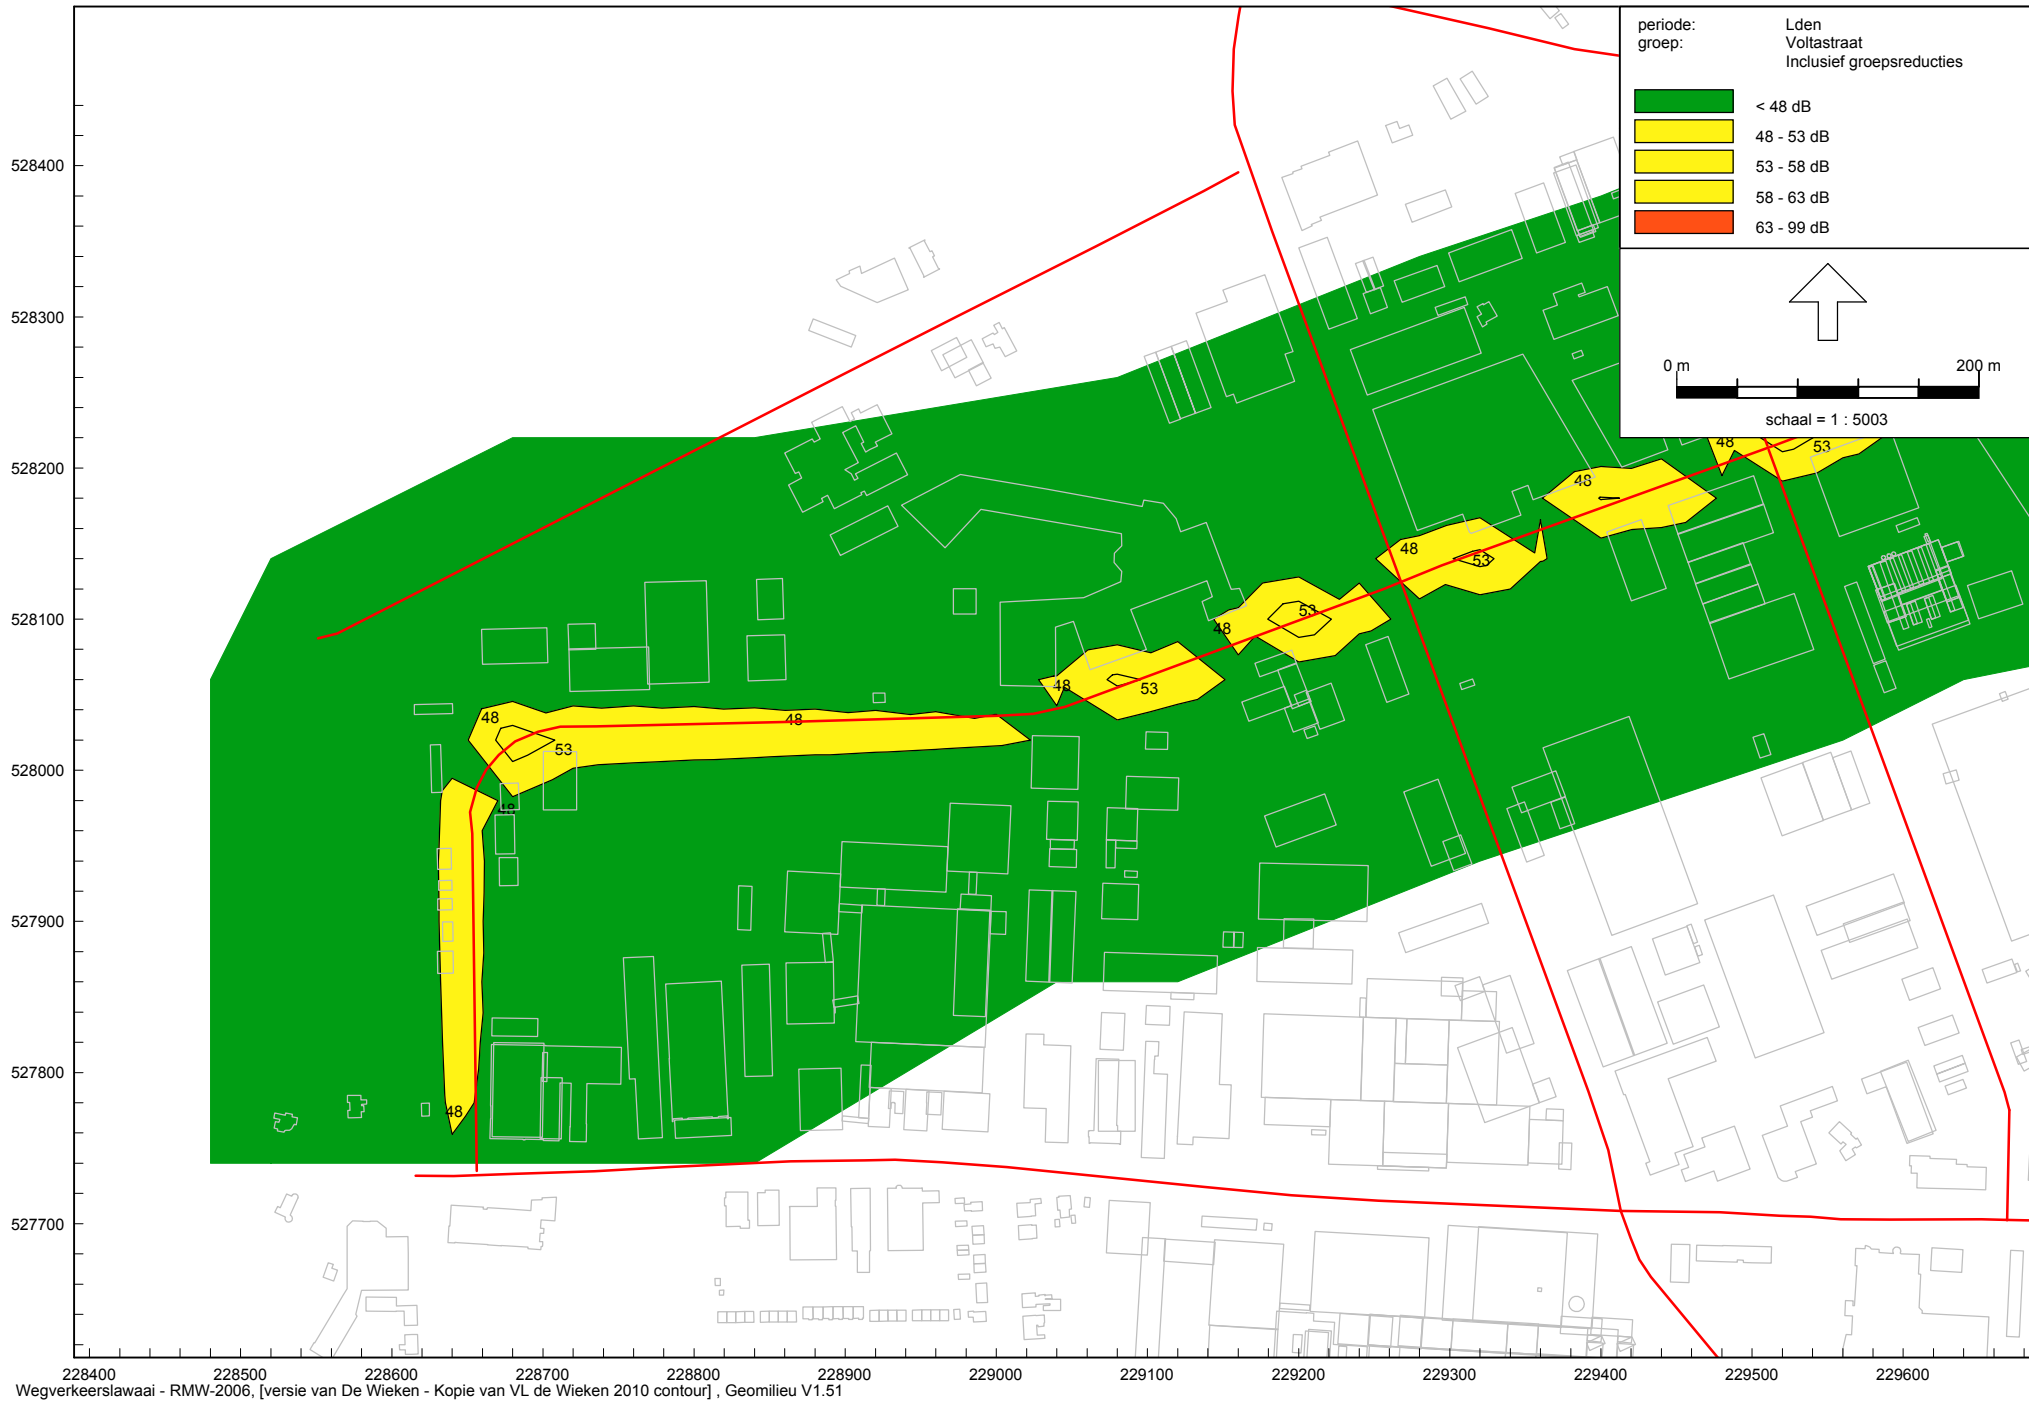 periode: Lden
groep: Voltastraat
Inclusief groepsreducties
< 48 dB
48 - 53 dB
53 - 58 dB
58 - 63 dB
63 - 99 dB
0 m 200 m
schaal = 1 : 5003
528400
528300
528200
528100
528000
527900
527800
527700
48
53
48
48
53
53
48
48
53
48
53
48
48
53
48
48
228400 228500 228600 228700 228800 228900 229000 229100 229200 229300 229400 229500 229600
Wegverkeerslawaai - RMW-2006, [versie van De Wieken - Kopie van VL de Wieken 2010 contour] , Geomilieu V1.51